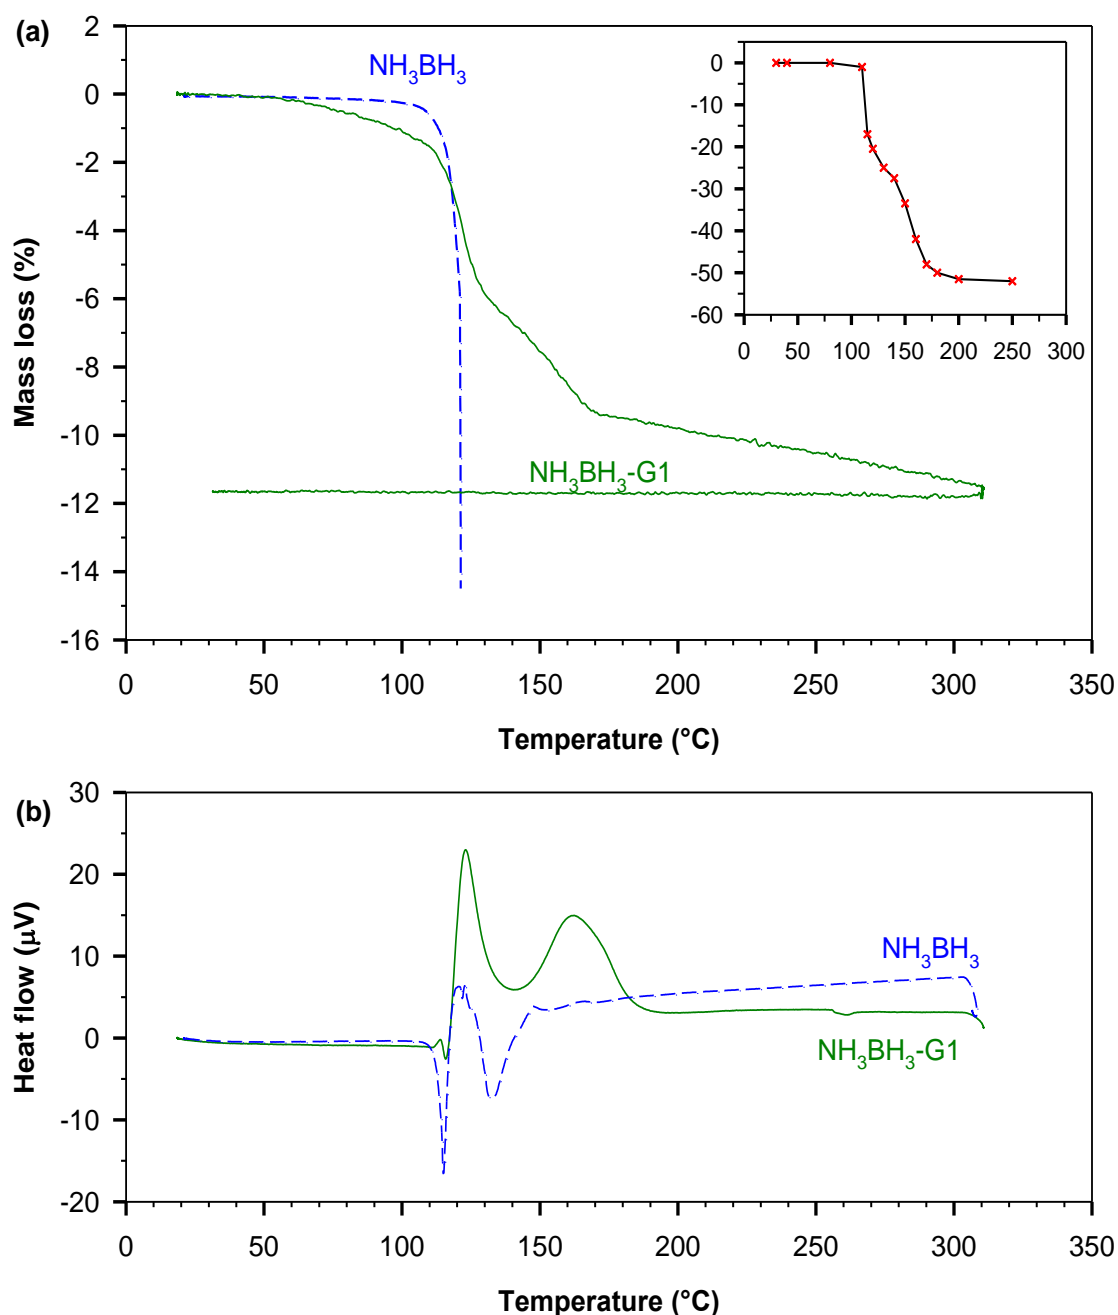 (a)
2
0
-2
-4
-6
-8
-10
-12
-14
-16
Mass loss (%)
NH₃BH₃
NH₃BH₃-G1
0
-10
-20
-30
-40
-50
-60
0 50 100 150 200 250 300
0 50 100 150 200 250 300 350
Temperature (°C)
(b)
30
20
10
0
-10
-20
Heat flow (µV)
NH₃BH₃
NH₃BH₃-G1
0 50 100 150 200 250 300 350
Temperature (°C)